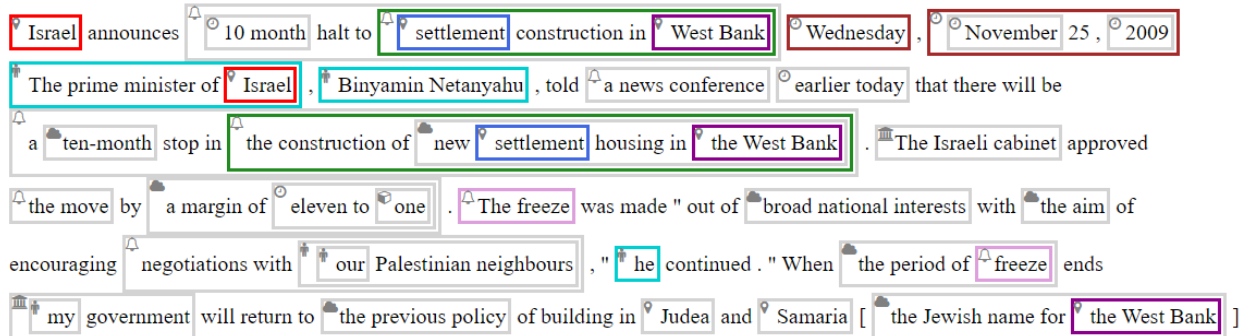 Israel announces 10 month halt to settlement construction in West Bank Wednesday , November 25 , 2009
The prime minister of Israel , Binyamin Netanyahu , told a news conference earlier today that there will be
a ten-month stop in the construction of new settlement housing in the West Bank . The Israeli cabinet approved
the move by a margin of eleven to one . The freeze was made " out of broad national interests with the aim of
encouraging negotiations with our Palestinian neighbours , " he continued . " When the period of freeze ends
my government will return to the previous policy of building in Judea and Samaria [ the Jewish name for the West Bank ]